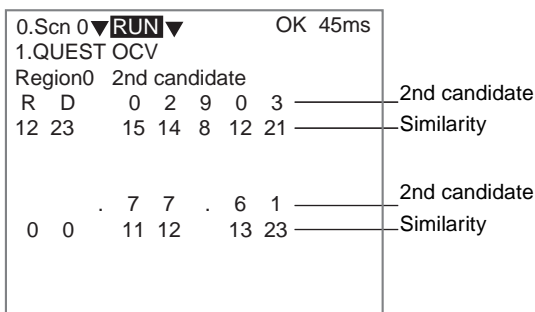 0.Scn 0▼RUN▼ OK 45ms
1.QUEST OCV
Region0 2nd candidate
R D 0 2 9 0 3 2nd candidate
12 23 15 14 8 12 21 Similarity
. 7 7 . 6 1 2nd candidate
0 0 11 12 13 23 Similarity